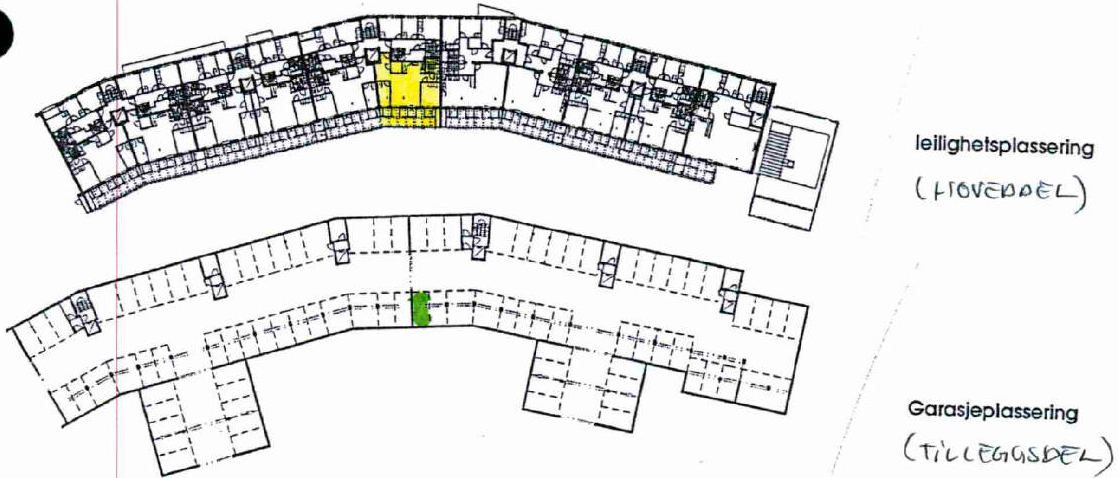 leilighetsplassering
(HOVEDDEL)
Garasjeplassering
(TILLEGGSDEL)